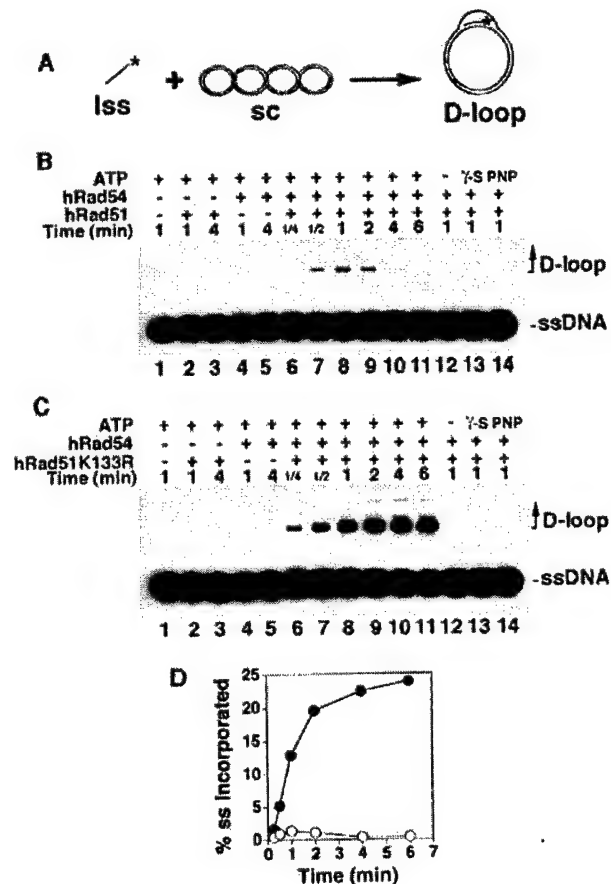 A
lss * + sc D-loop
B
ATP + + + + + + + + + + + - γ-S PNP
hRad54 - - - + + + + + + + + + + +
hRad51 - + + - - + + + + + + + + +
Time (min) 1 1 4 1 4 1/4 1/2 1 2 4 6 1 1 1
D-loop
-ssDNA
1 2 3 4 5 6 7 8 9 10 11 12 13 14
C
ATP + + + + + + + + + + + - γ-S PNP
hRad54 - - - + + + + + + + + + + +
hRad51K133R - + + - - + + + + + + + + +
Time (min) 1 1 4 1 4 1/4 1/2 1 2 4 6 1 1 1
D-loop
-ssDNA
1 2 3 4 5 6 7 8 9 10 11 12 13 14
D
% ss incorporated
25
20
15
10
5
0
0 1 2 3 4 5 6 7
Time (min)